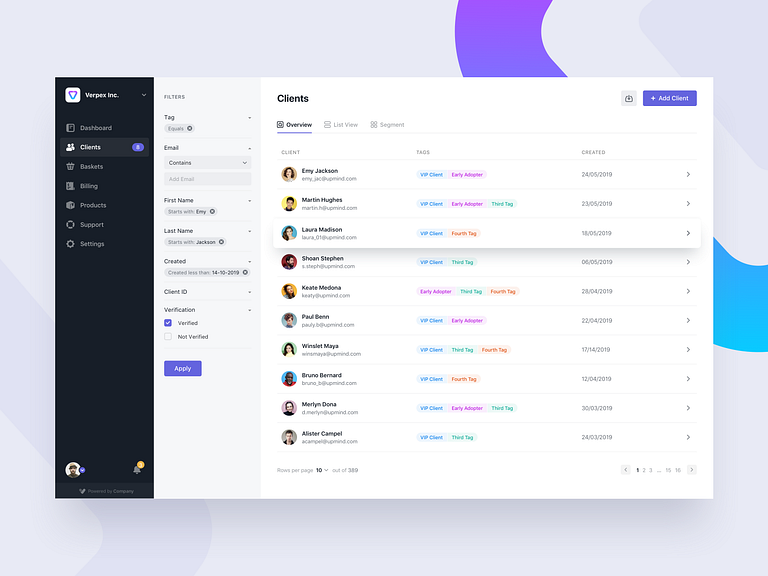 Verpex Inc.
Dashboard
Clients
8
Baskets
Billing
Products
Support
Settings
M
Powered by Company
FILTERS
Tag
Equals
Email
Contains
Add Email
First Name
Starts with: Emy
Last Name
Starts with: Jackson
Created
Created less than: 14-10-2019
Client ID
Verification
Verified
Not Verified
Apply
Clients
+ Add Client
Overview List View Segment
CLIENT TAGS CREATED
Emy Jackson
emy_jac@upmind.com
VIP Client Early Adopter 24/05/2019
Martin Hughes
martin.h@upmind.com
VIP Client Early Adopter Third Tag 23/05/2019
Laura Madison
laura_01@upmind.com
VIP Client Fourth Tag 18/05/2019
Shoan Stephen
s.steph@upmind.com
VIP Client Third Tag 06/05/2019
Keate Medona
keaty@upmind.com
Early Adopter Third Tag Fourth Tag 28/04/2019
Paul Benn
pauly.b@upmind.com
VIP Client Early Adopter 22/04/2019
Winslet Maya
winsmaya@upmind.com
VIP Client Third Tag Fourth Tag 17/14/2019
Bruno Bernard
bruno_b@upmind.com
VIP Client Fourth Tag 12/04/2019
Merlyn Dona
d.merlyn@upmind.com
VIP Client Early Adopter Third Tag 30/03/2019
Alister Campel
acampel@upmind.com
VIP Client Third Tag 24/03/2019
Rows per page 10 out of 389
1 2 3 ... 15 16